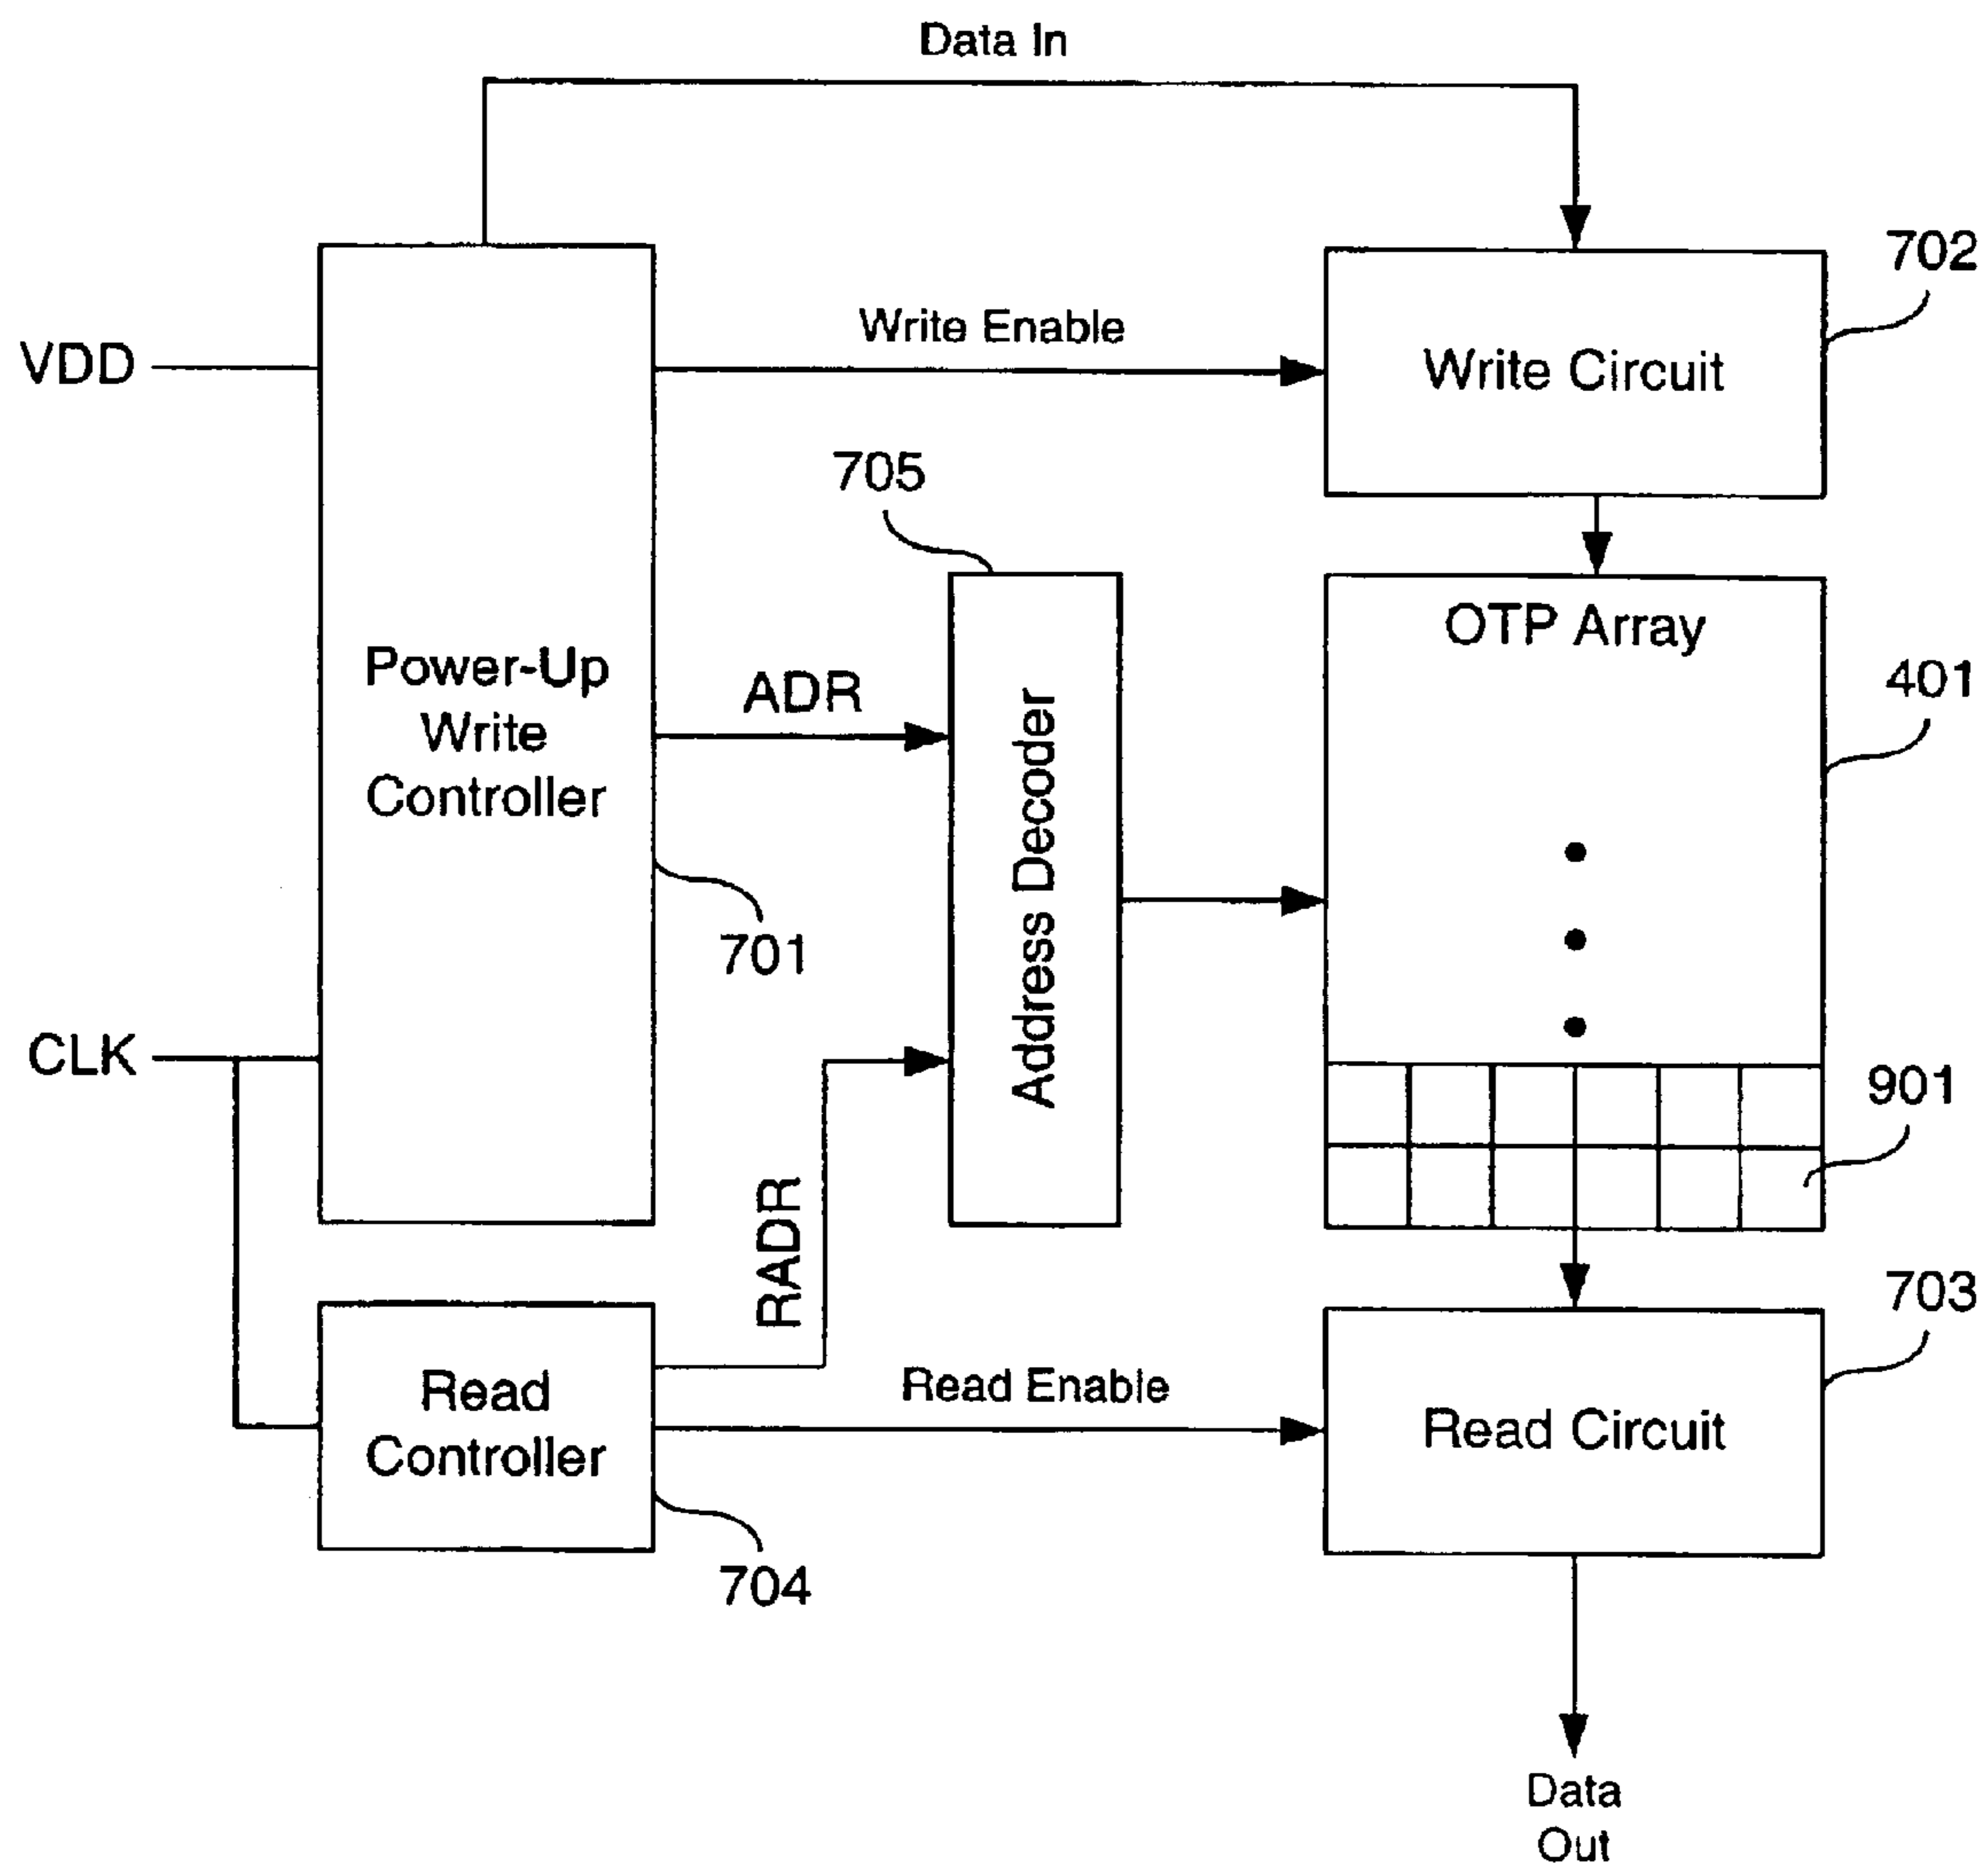 Data In
702
Write Enable
VDD
Write Circuit
705
OTP Array
Power-Up
Write
Controller
ADR
401
Address Decoder
701
CLK
901
RADR
703
Read
Controller
Read Enable
Read Circuit
704
Data
Out